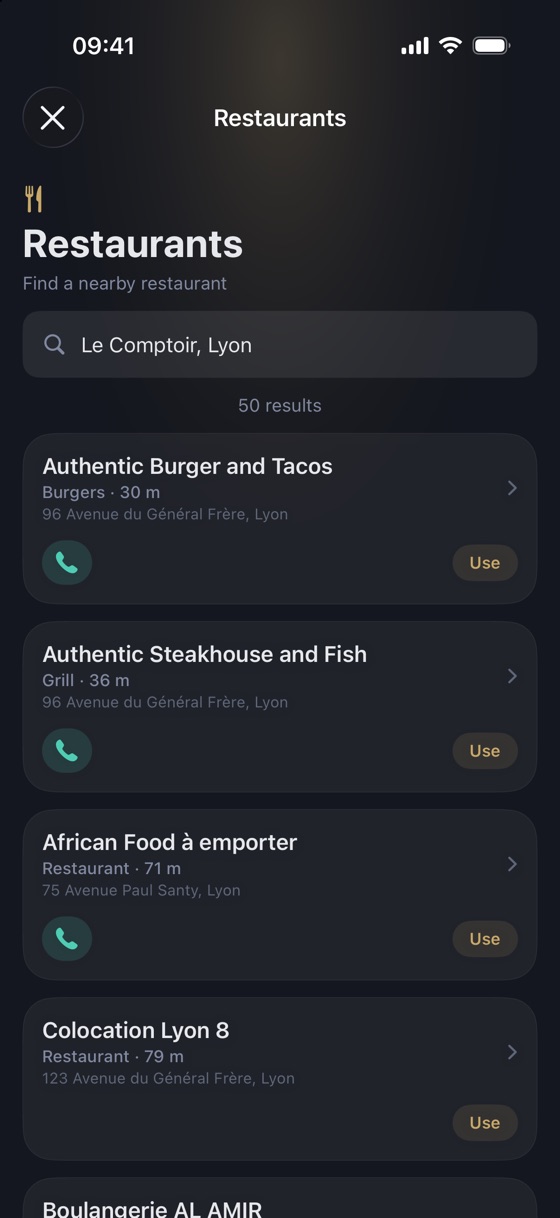 09:41
Restaurants
Restaurants
Find a nearby restaurant
Le Comptoir, Lyon
50 results
Authentic Burger and Tacos
Burgers · 30 m
96 Avenue du Général Frère, Lyon
Use
Authentic Steakhouse and Fish
Grill · 36 m
96 Avenue du Général Frère, Lyon
Use
African Food à emporter
Restaurant · 71 m
75 Avenue Paul Santy, Lyon
Use
Colocation Lyon 8
Restaurant · 79 m
123 Avenue du Général Frère, Lyon
Use
Boulangerie AL AMIR